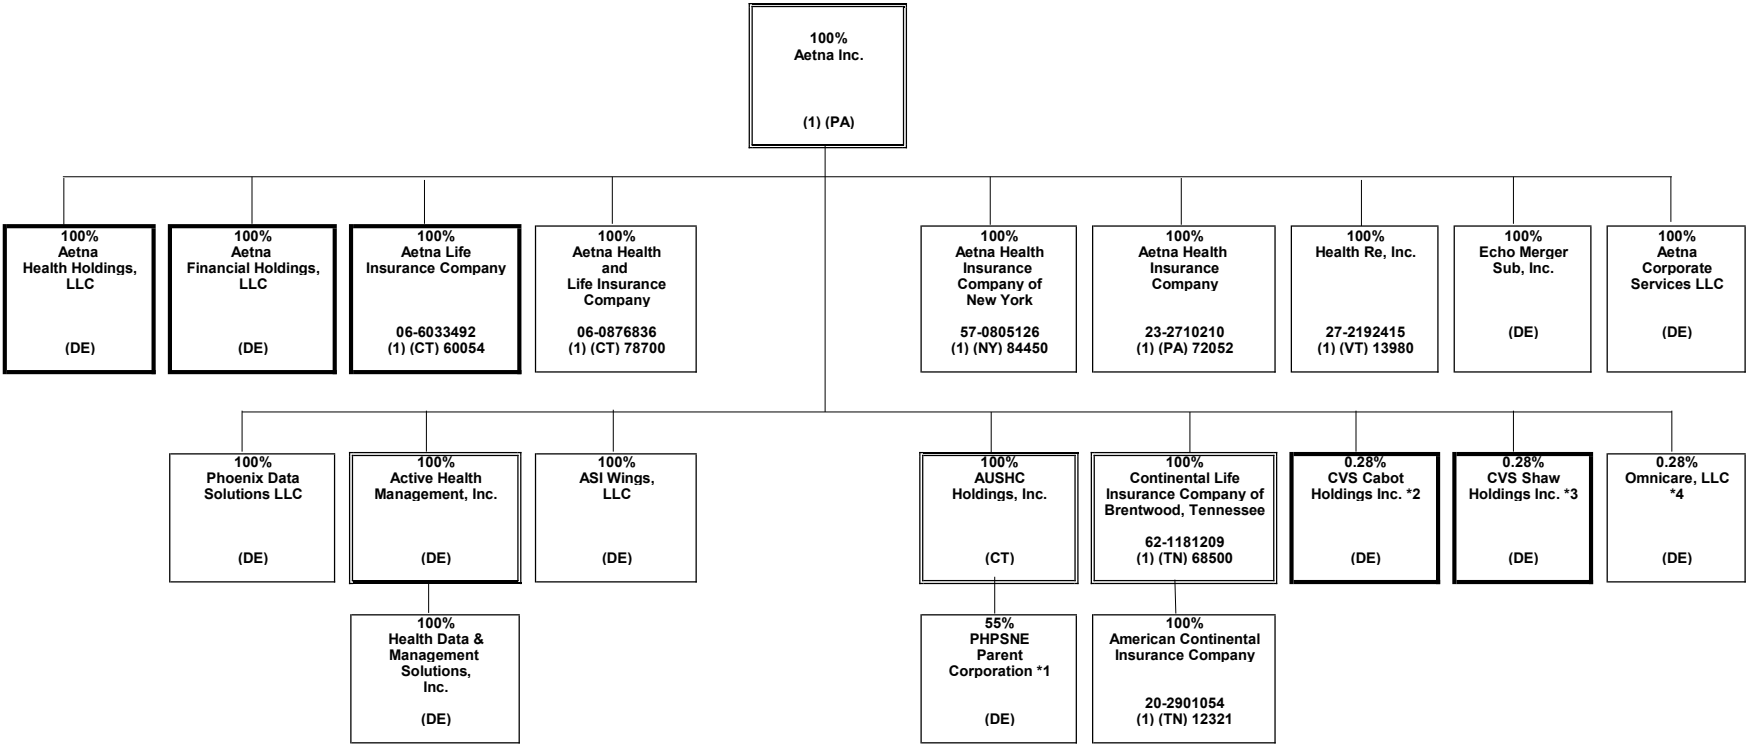 100%
Aetna Inc.
(1) (PA)
100%
Aetna
Health Holdings,
LLC
(DE)
100%
Aetna
Financial Holdings,
LLC
(DE)
100%
Aetna Life
Insurance Company
06-6033492
(1) (CT) 60054
100%
Aetna Health
and
Life Insurance
Company
06-0876836
(1) (CT) 78700
100%
Aetna Health
Insurance
Company of
New York
57-0805126
(1) (NY) 84450
100%
Aetna Health
Insurance
Company
23-2710210
(1) (PA) 72052
100%
Health Re, Inc.
27-2192415
(1) (VT) 13980
100%
Echo Merger
Sub, Inc.
(DE)
100%
Aetna
Corporate
Services LLC
(DE)
100%
Phoenix Data
Solutions LLC
(DE)
100%
Active Health
Management, Inc.
(DE)
100%
ASI Wings,
LLC
(DE)
100%
AUSHC
Holdings, Inc.
(CT)
100%
Continental Life
Insurance Company of
Brentwood, Tennessee
62-1181209
(1) (TN) 68500
0.28%
CVS Cabot
Holdings Inc. *2
(DE)
0.28%
CVS Shaw
Holdings Inc. *3
(DE)
0.28%
Omnicare, LLC
*4
(DE)
100%
Health Data &
Management
Solutions,
Inc.
(DE)
55%
PHPSNE
Parent
Corporation *1
(DE)
100%
American Continental
Insurance Company
20-2901054
(1) (TN) 12321